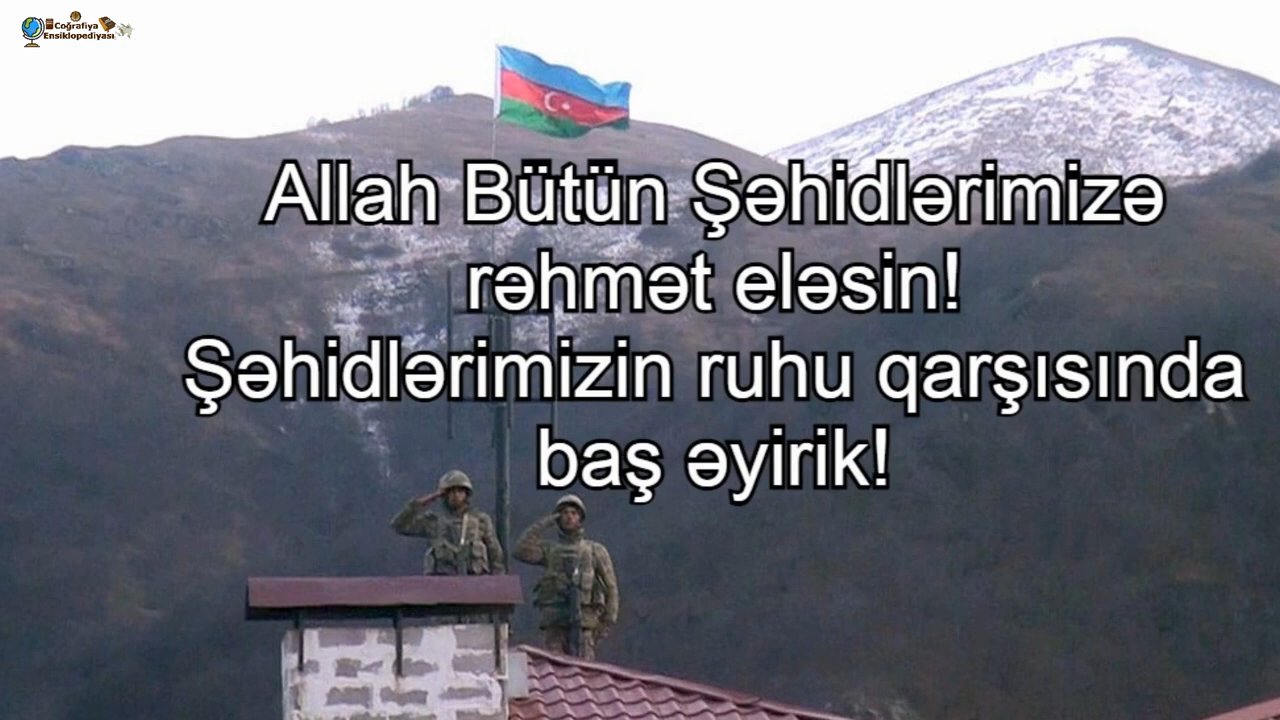 Coğrafiya
Ensiklopediyası
Allah Bütün Şəhidlərimizə
rəhmət eləsin!
Şəhidlərimizin ruhu qarşısında
baş əyirik!